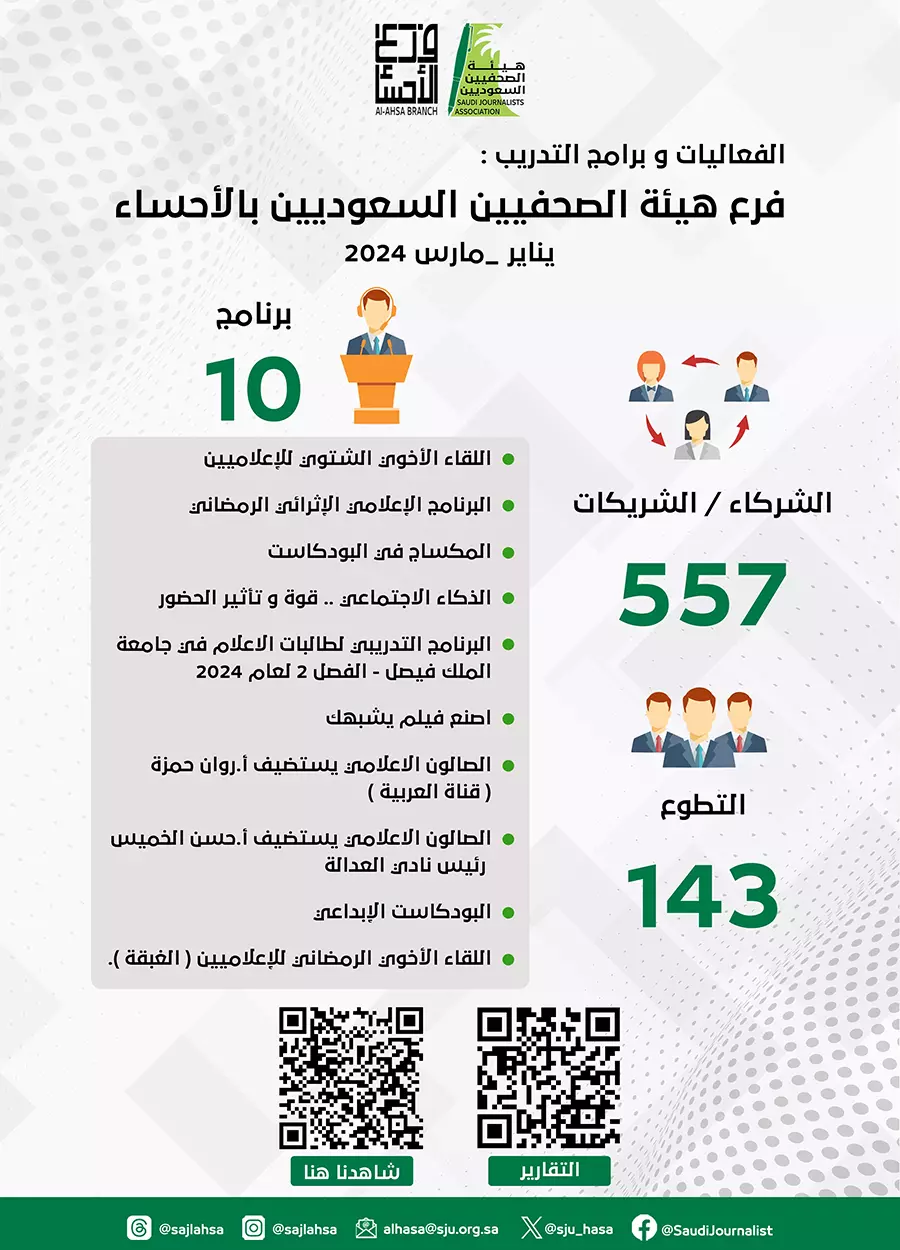 فرع
الأحسا
Al-AHSA BRANCH
هيئة
الصحفيين
السعوديين
SAUDI JOURNALISTS
ASSOCIATION
الفعاليات و برامج التدريب :
فرع هيئة الصحفيين السعوديين بالأحساء
يناير _مارس 2024
برنامج
10
اللقاء الأخوي الشتوي للإعلاميين
البرنامج الإعلامي الإثرائي الرمضاني
المكساج في البودكاست
الذكاء الاجتماعي .. قوة و تأثير الحضور
البرنامج التدريبي لطالبات الاعلام في جامعة
الملك فيصل - الفصل 2 لعام 2024
اصنع فيلم يشبهك
الصالون الاعلامي يستضيف أ.روان حمزة
( قناة العربية )
الصالون الاعلامي يستضيف أ.حسن الخميس
رئيس نادي العدالة
البودكاست الإبداعي
اللقاء الأخوي الرمضاني للإعلاميين ( الغبقة ).
الشركاء / الشريكات
557
التطوع
143
التقارير
شاهدنا هنا
@sajlahsa
@sajlahsa
alhasa@sju.org.sa
@sju_hasa
@SaudiJournalist